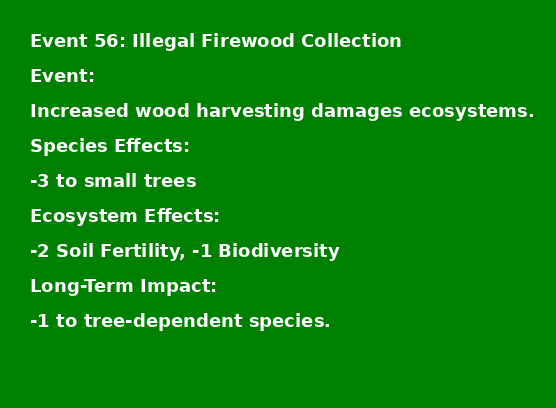 Event 56: Illegal Firewood Collection
Event:
Increased wood harvesting damages ecosystems.
Species Effects:
-3 to small trees
Ecosystem Effects:
-2 Soil Fertility, -1 Biodiversity
Long-Term Impact:
-1 to tree-dependent species.